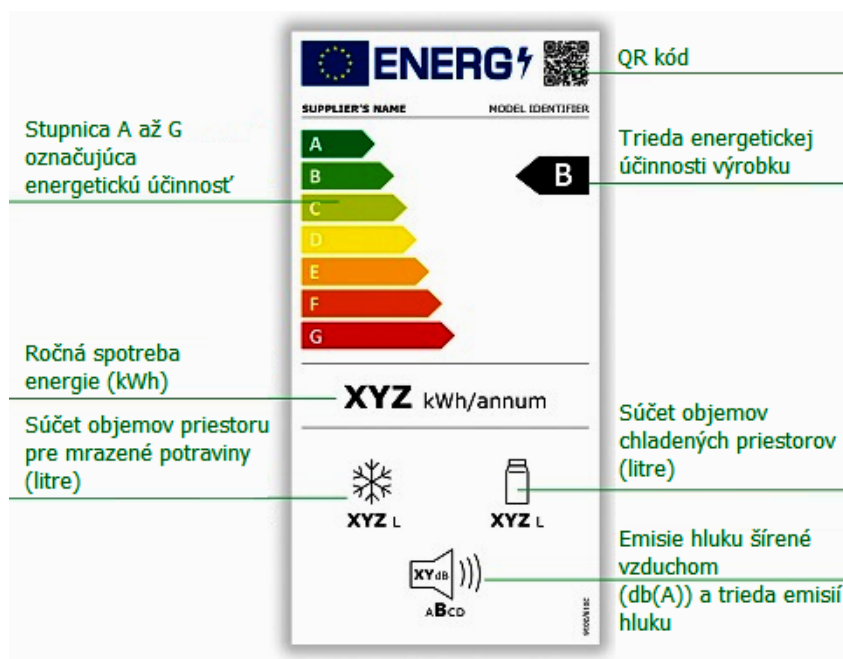 ENERG
QR kód
SUPPLIER'S NAME
MODEL IDENTIFIER
Stupnica A až G
označujúca
energetickú účinnosť
Trieda energetickej
účinnosti výrobku
A
B
B
C
D
E
F
G
Ročná spotreba
energie (kWh)
XYZ kWh/annum
Súčet objemov priestoru
pre mrazené potraviny
(litre)
Súčet objemov
chladených priestorov
(litre)
XYZ L
XYZ L
Emisie hluku šírené
vzduchom
(db(A)) a trieda emisií
hluku
XY dB
ABCD